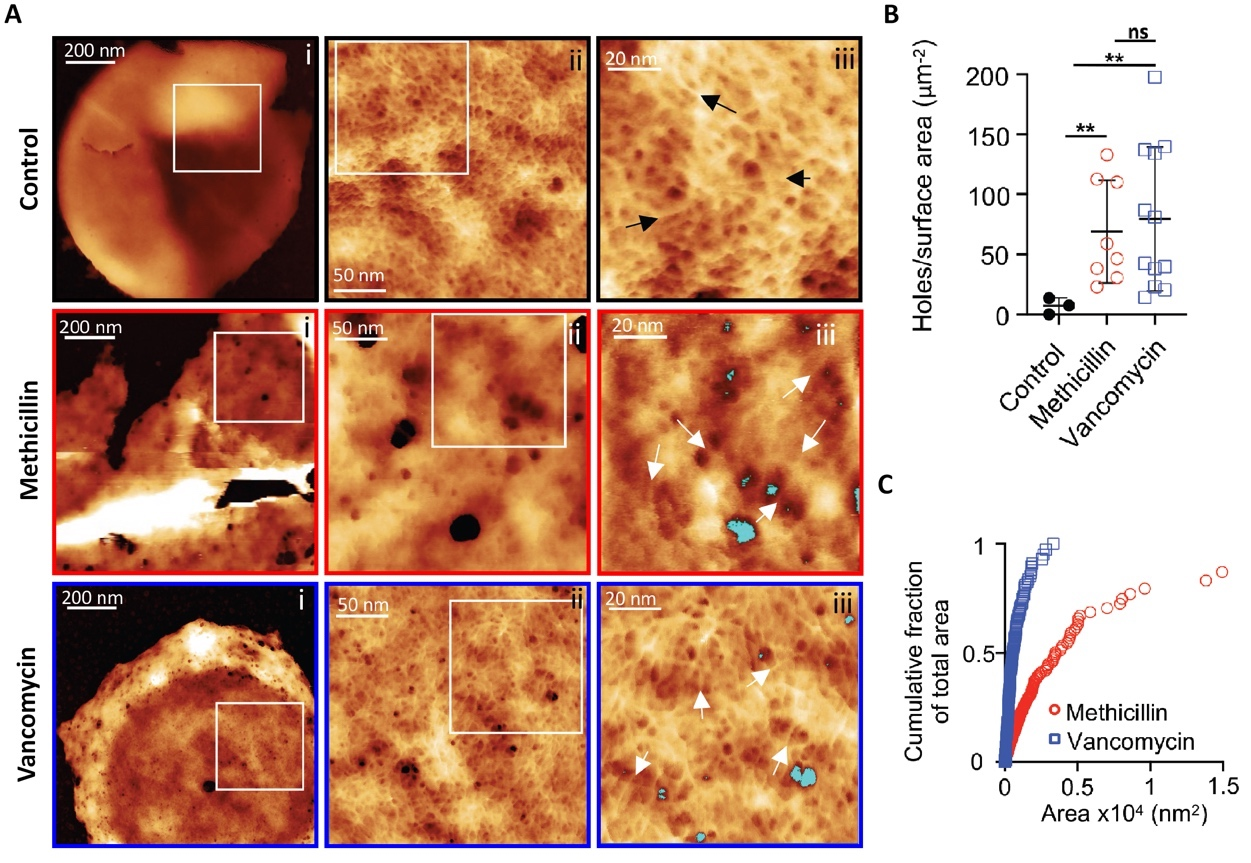 A
Control
200 nm
i
50 nm
ii
20 nm
iii
Methicillin
200 nm
i
50 nm
ii
20 nm
iii
Vancomycin
200 nm
i
50 nm
ii
20 nm
iii
B
Holes/surface area (µm⁻²)
ns
**
**
200
150
100
50
0
Control
Methicillin
Vancomycin
C
Cumulative fraction
of total area
1
0.5
0
Methicillin
Vancomycin
0
0.5
1
1.5
Area x10⁴ (nm²)